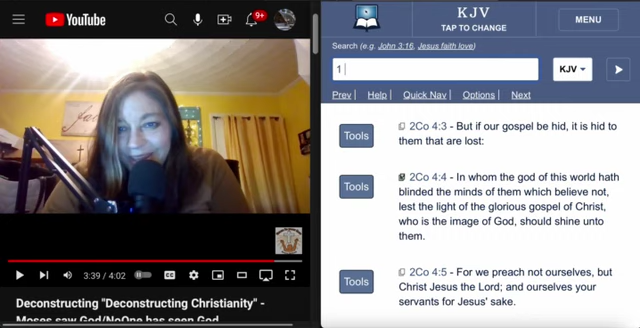 YouTube
9+
3:39 / 4:02
CC
Deconstructing "Deconstructing Christianity" -
Moses saw God/NoOne has seen God
KJV
TAP TO CHANGE
MENU
Search (e.g. John 3:16, Jesus faith love)
1
KJV
Prev | Help | Quick Nav | Options | Next
Tools
2Co 4:3 - But if our gospel be hid, it is hid to
them that are lost:
Tools
2Co 4:4 - In whom the god of this world hath
blinded the minds of them which believe not,
lest the light of the glorious gospel of Christ,
who is the image of God, should shine unto
them.
Tools
2Co 4:5 - For we preach not ourselves, but
Christ Jesus the Lord; and ourselves your
servants for Jesus' sake.